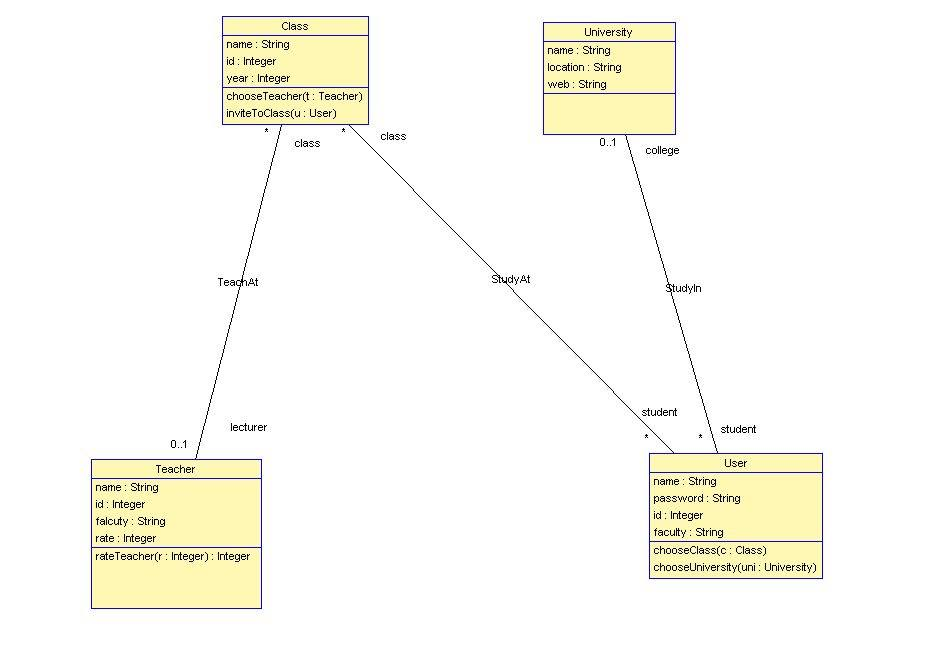 Class
name : String
id : Integer
year : Integer
chooseTeacher(t : Teacher)
inviteToClass(u : User)
University
name : String
location : String
web : String
*
class
*
class
0..1
college
TeachAt
StudyAt
StudyIn
lecturer
0..1
student
*
student
*
Teacher
name : String
id : Integer
falcuty : String
rate : Integer
rateTeacher(r : Integer) : Integer
User
name : String
password : String
id : Integer
faculty : String
chooseClass(c : Class)
chooseUniversity(uni : University)